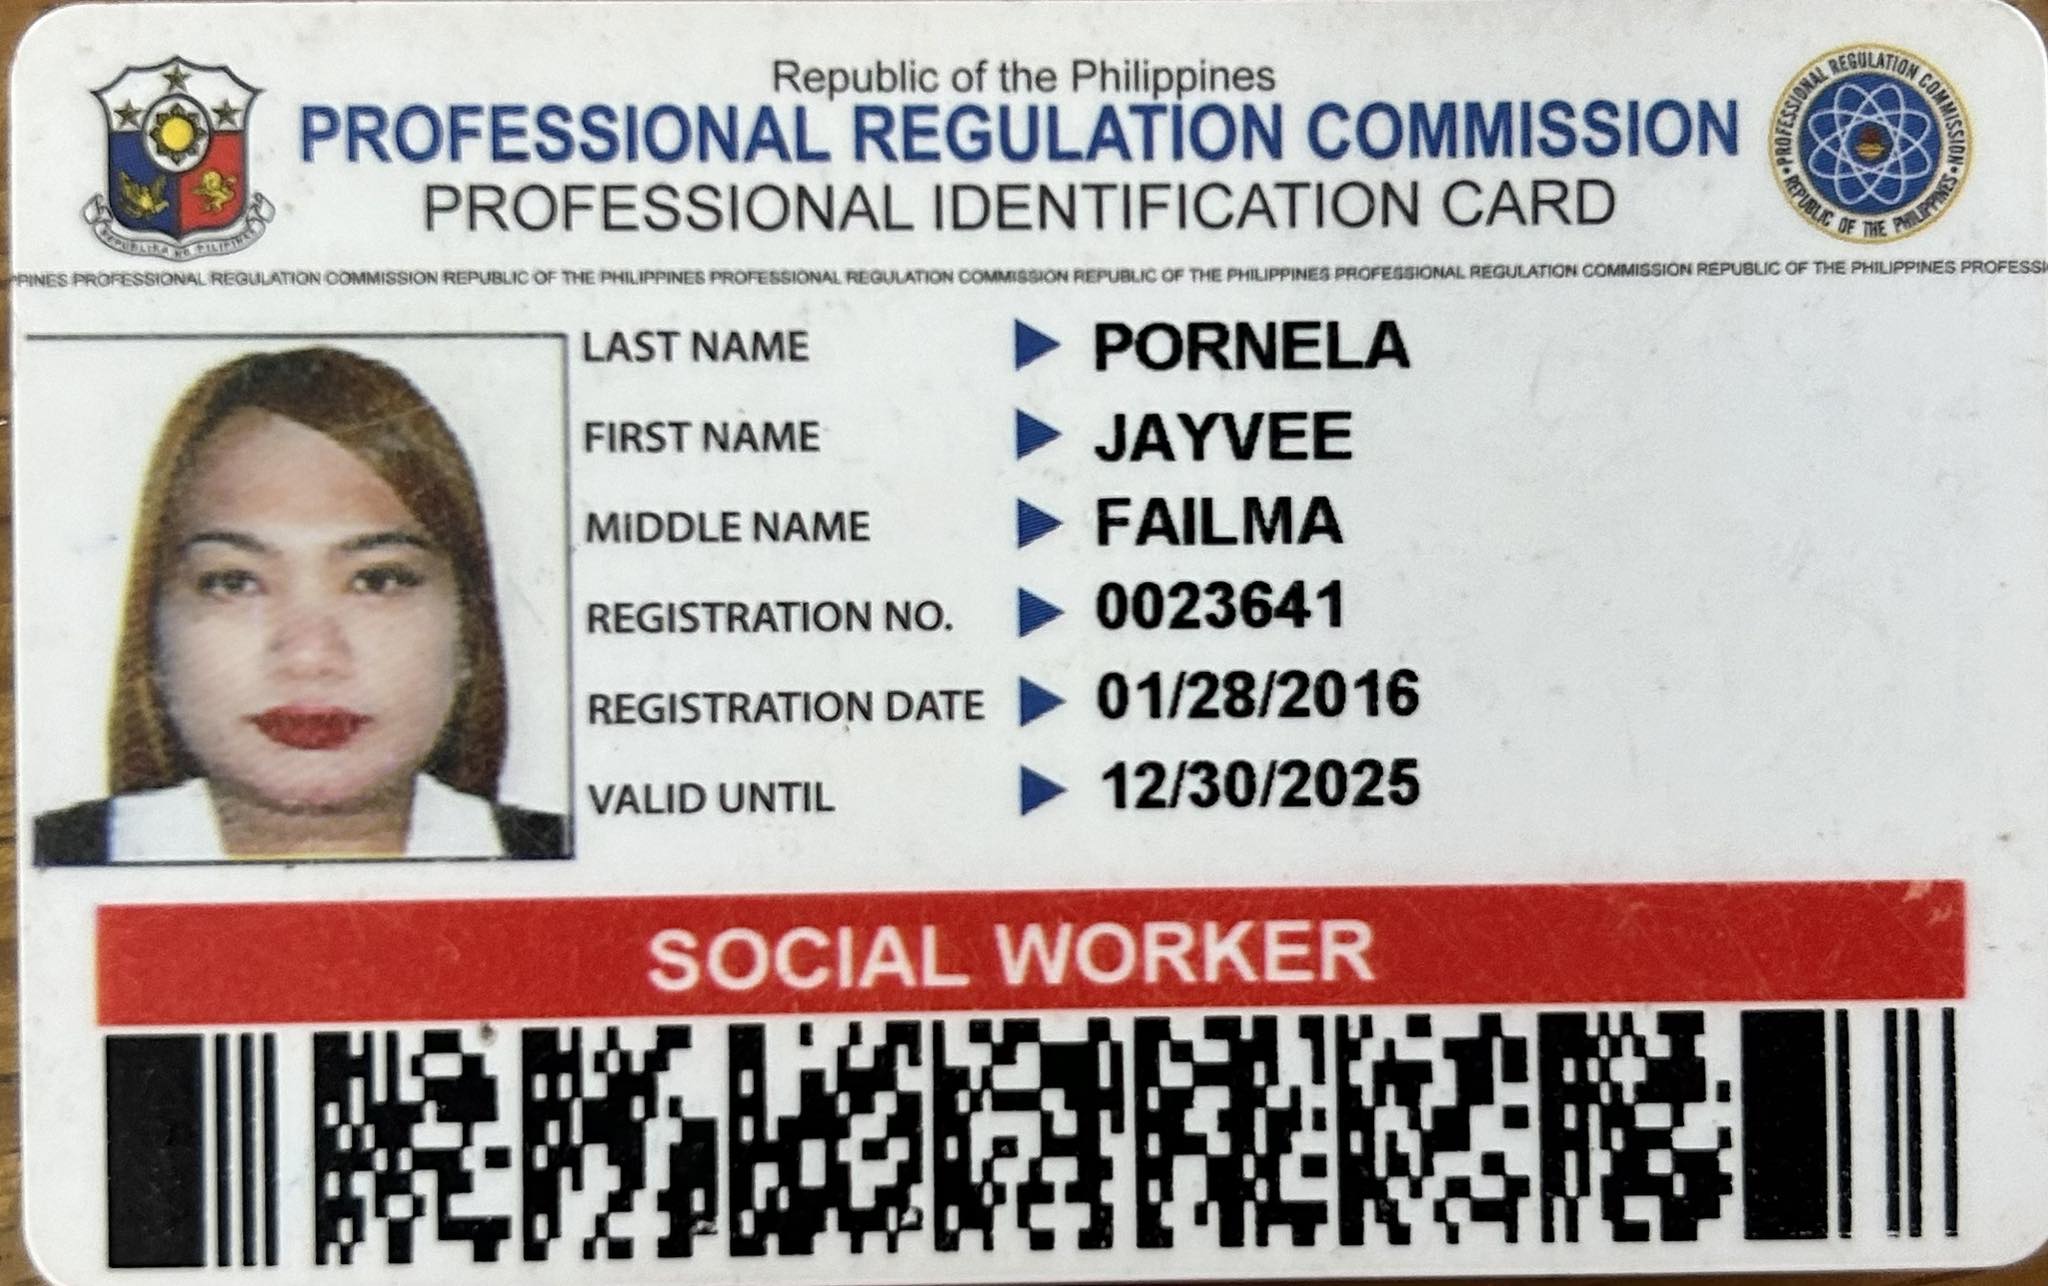 Republic of the Philippines
PROFESSIONAL REGULATION COMMISSION
PROFESSIONAL IDENTIFICATION CARD
REPUBLIKA NG PILIPINAS
PROFESSIONAL REGULATION COMMISSION
REPUBLIC OF THE PHILIPPINES
PINES PROFESSIONAL REGULATION COMMISSION REPUBLIC OF THE PHILIPPINES PROFESSIONAL REGULATION COMMISSION REPUBLIC OF THE PHILIPPINES PROFESSIONAL REGULATION COMMISSION REPUBLIC OF THE PHILIPPINES PROFESSI
LAST NAME PORNELA
FIRST NAME JAYVEE
MIDDLE NAME FAILMA
REGISTRATION NO. 0023641
REGISTRATION DATE 01/28/2016
VALID UNTIL 12/30/2025
SOCIAL WORKER